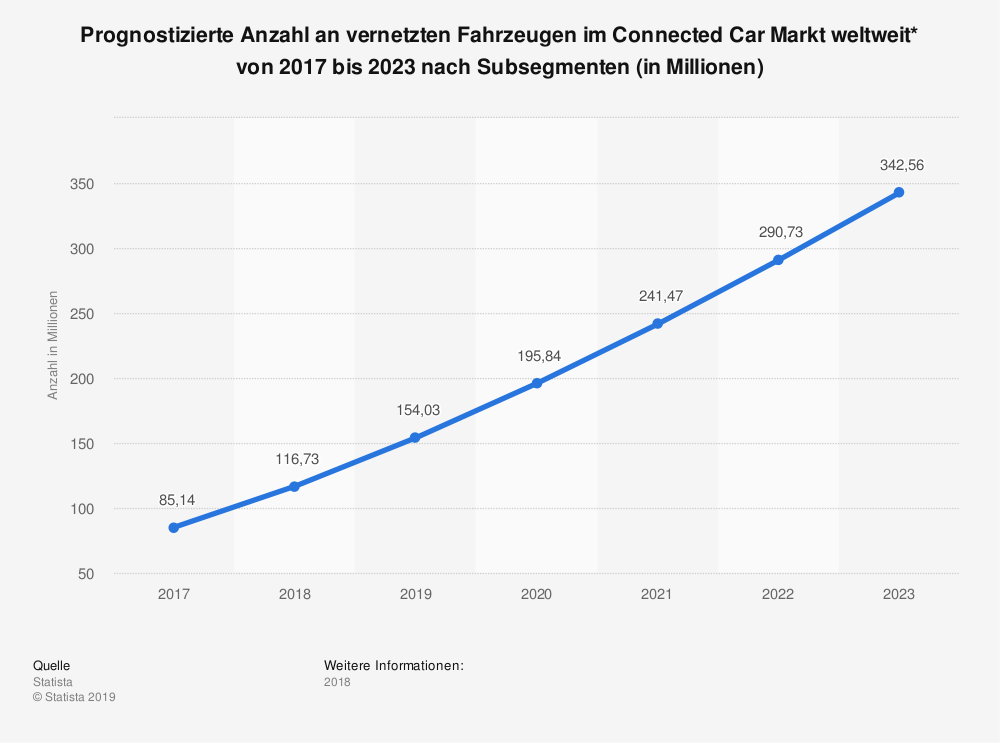 Prognostizierte Anzahl an vernetzten Fahrzeugen im Connected Car Markt weltweit*
von 2017 bis 2023 nach Subsegmenten (in Millionen)
342,56
350
290,73
300
241,47
250
195,84
200
154,03
150
116,73
85,14
100
50
Anzahl in Millionen
2017 2018 2019 2020 2021 2022 2023
Quelle
Statista
© Statista 2019
Weitere Informationen:
2018